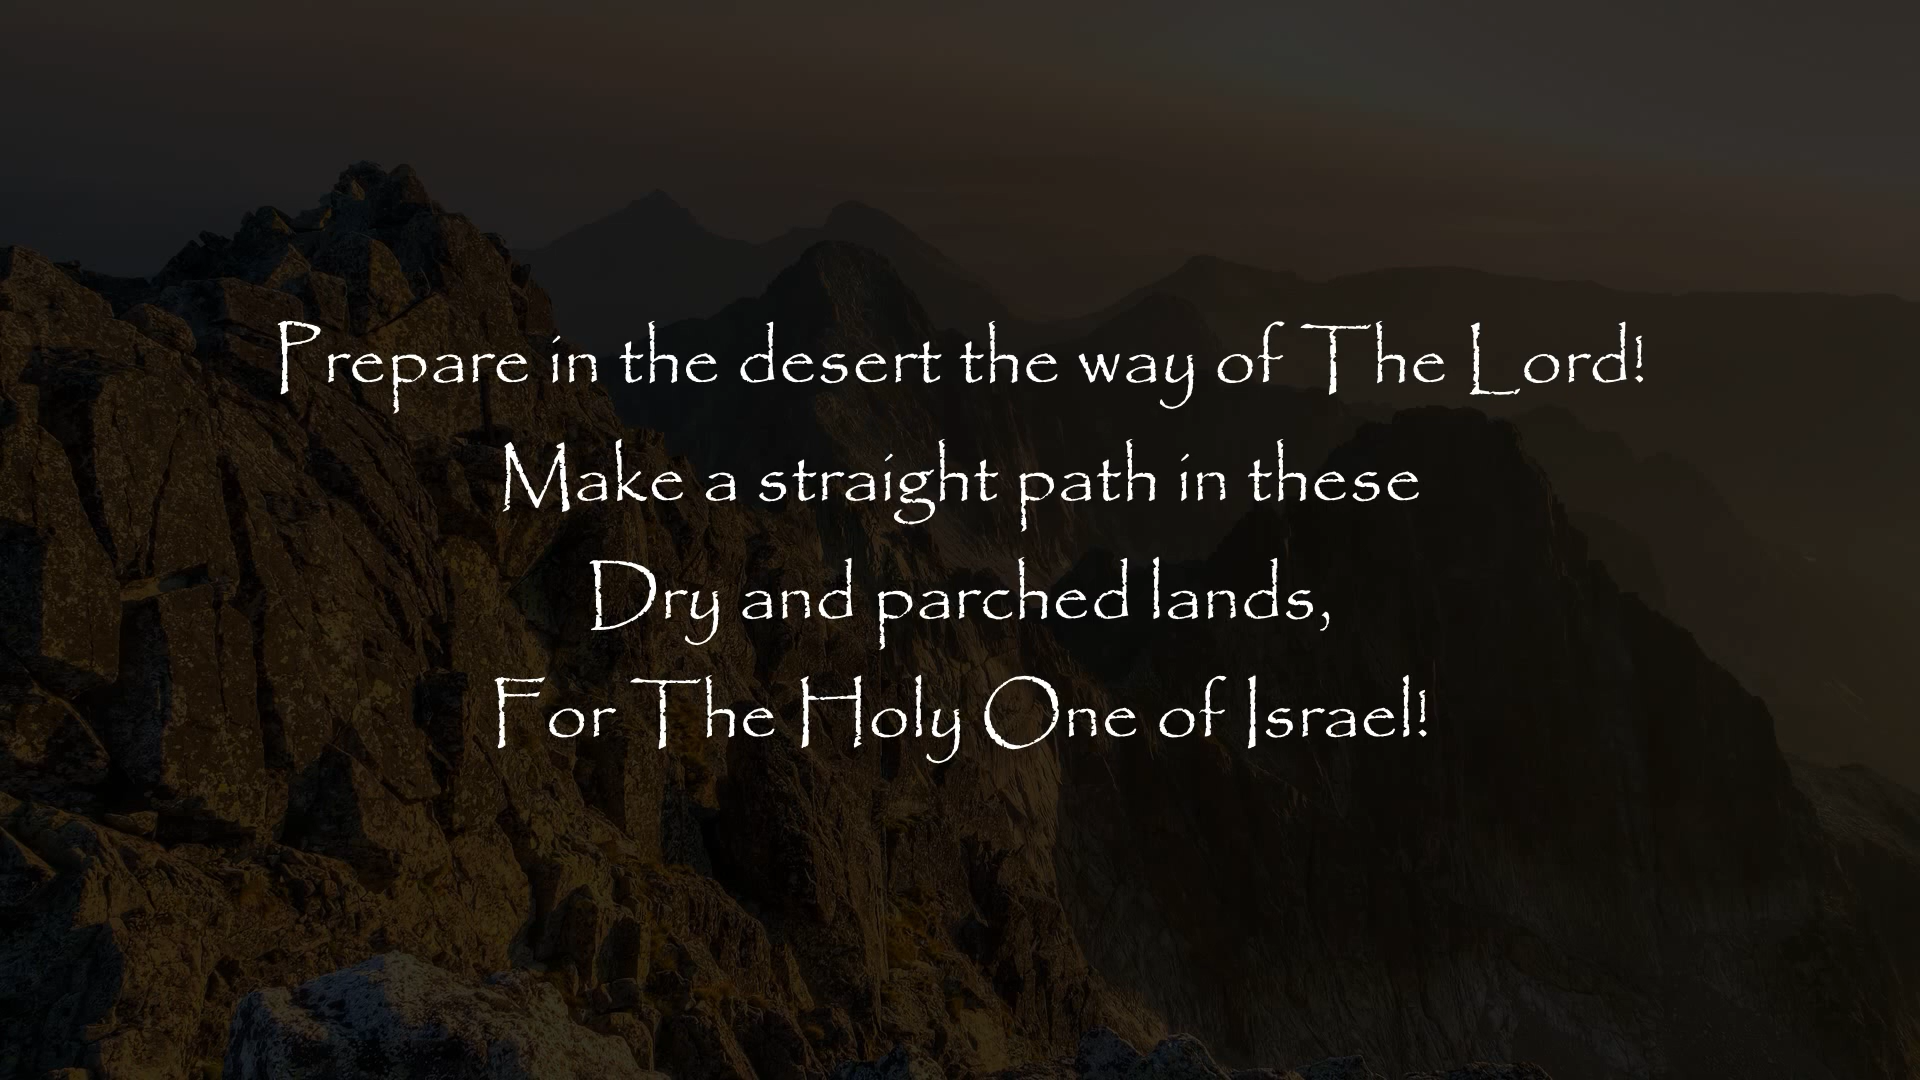 Prepare in the desert the way of The Lord!
Make a straight path in these
Dry and parched lands,
For The Holy One of Israel!